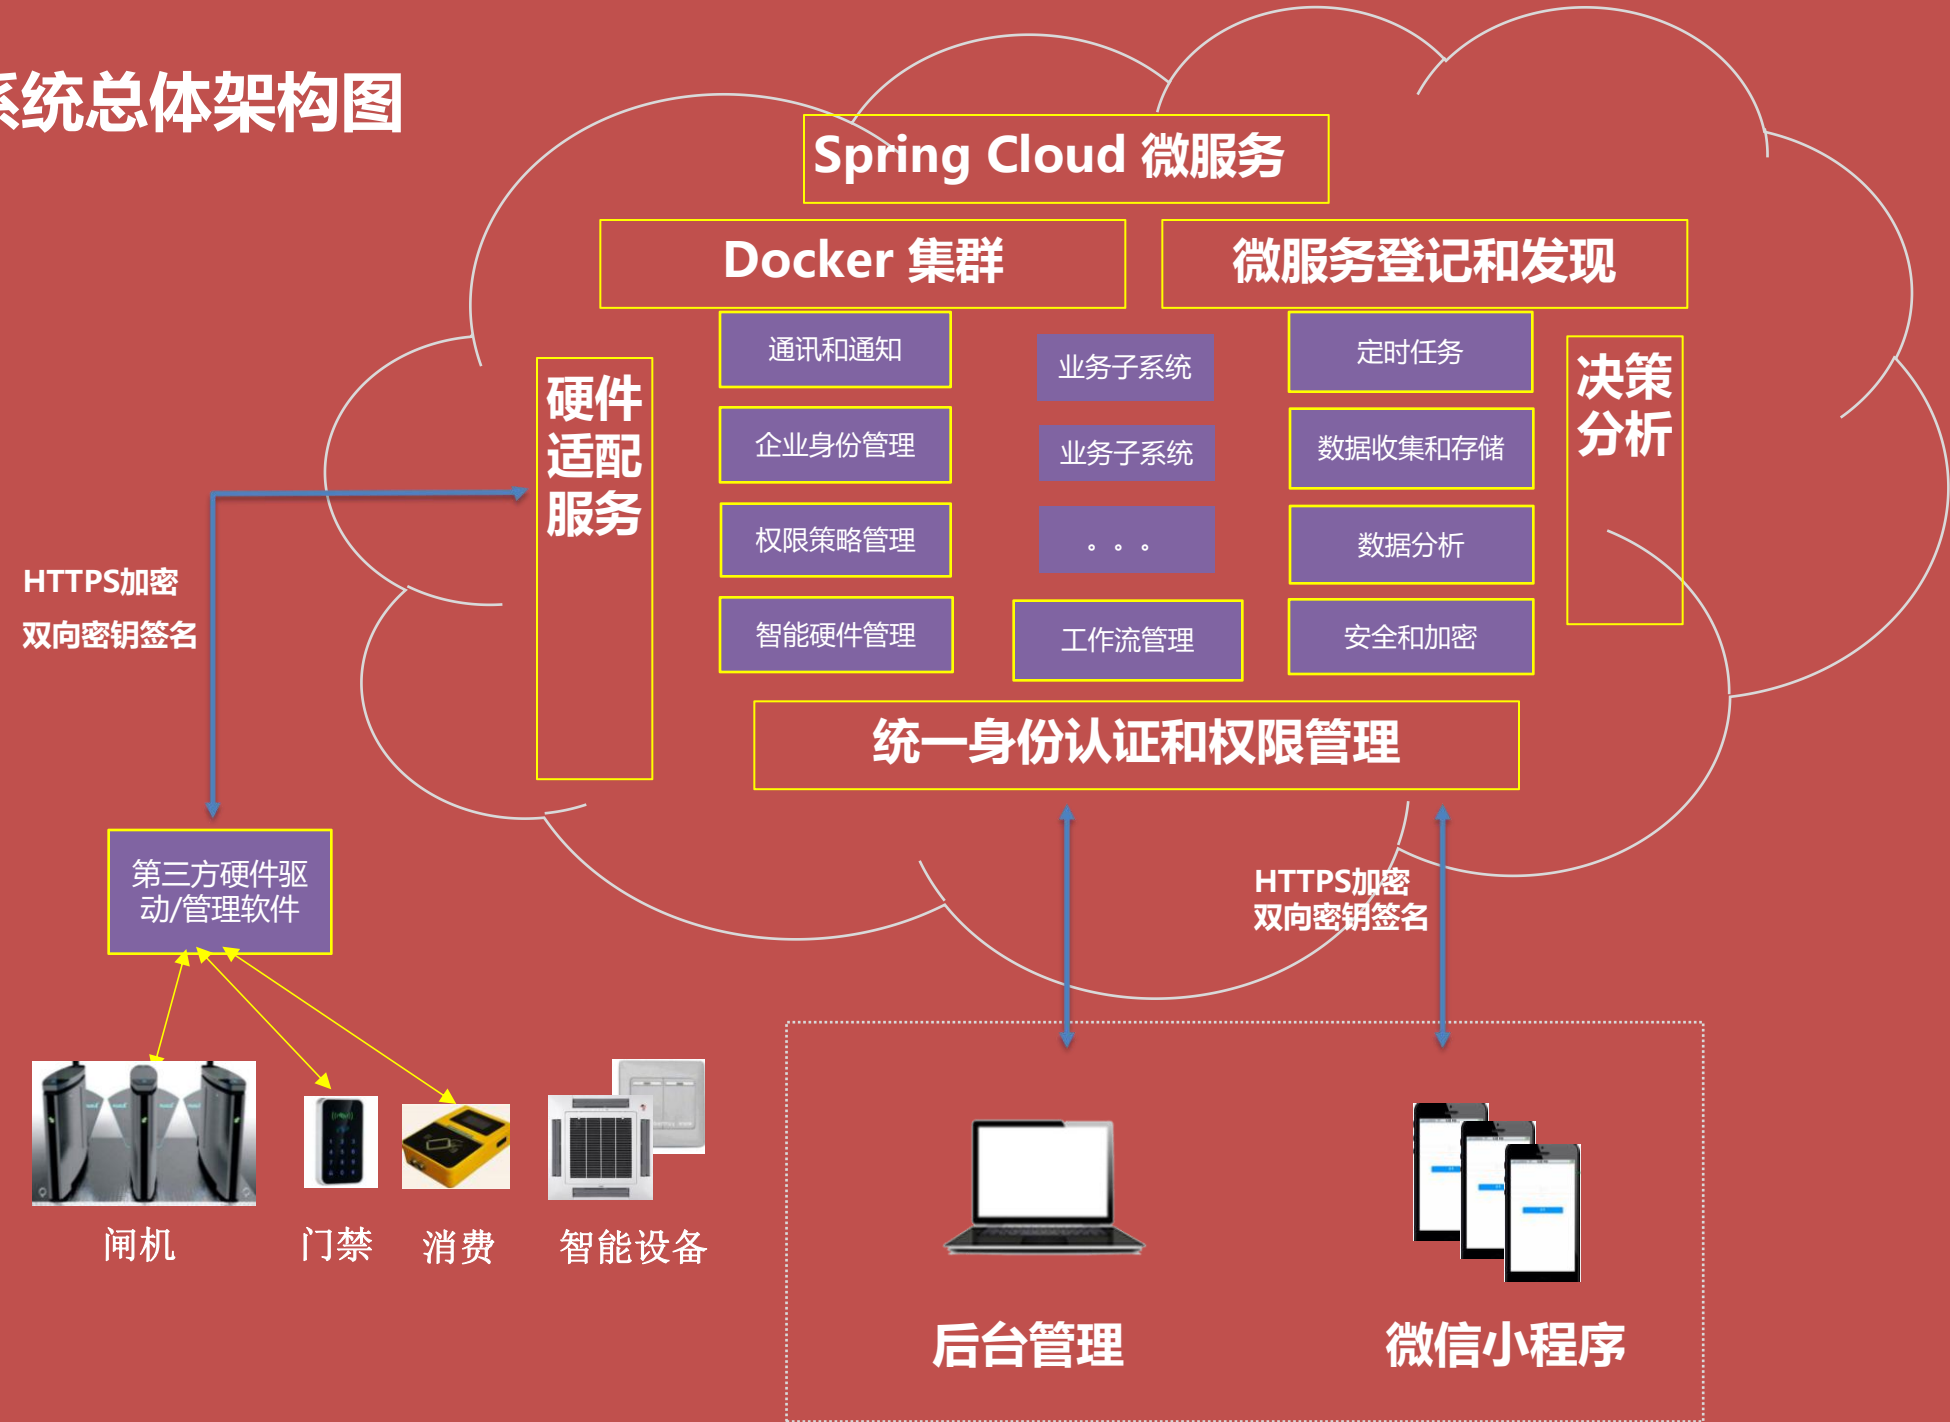 系统总体架构图
Spring Cloud 微服务
Docker 集群
微服务登记和发现
硬件
适配
服务
通讯和通知
企业身份管理
权限策略管理
智能硬件管理
业务子系统
业务子系统
。。。
工作流管理
定时任务
数据收集和存储
数据分析
安全和加密
决策
分析
统一身份认证和权限管理
HTTPS加密
双向密钥签名
第三方硬件驱
动/管理软件
HTTPS加密
双向密钥签名
闸机
门禁
消费
智能设备
后台管理
微信小程序